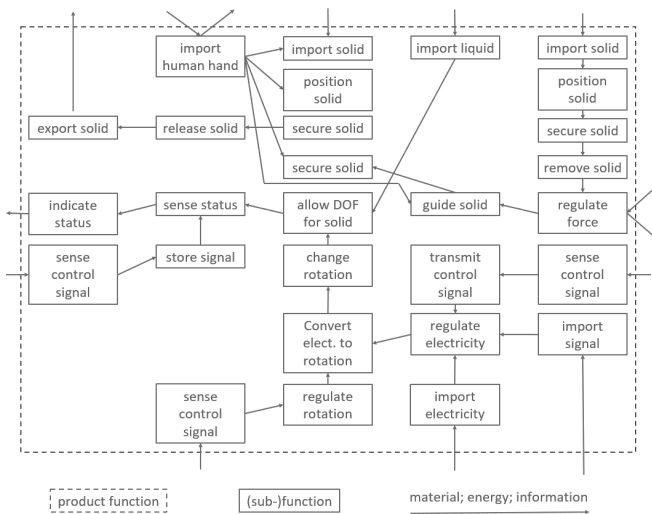 import
human hand
import solid
import liquid
import solid
position
solid
position
solid
export solid
release solid
secure solid
secure solid
secure solid
remove solid
indicate
status
sense status
allow DOF
for solid
guide solid
regulate
force
sense
control
signal
store signal
change
rotation
transmit
control
signal
sense
control
signal
Convert
elect. to
rotation
regulate
electricity
import
signal
sense
control
signal
regulate
rotation
import
electricity
product function
(sub-)function
material; energy; information